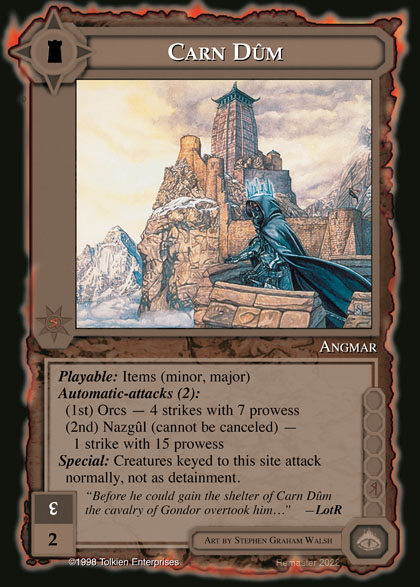 CARN DÛM
ANGMAR
Playable: Items (minor, major)
Automatic-attacks (2):
(1st) Orcs — 4 strikes with 7 prowess
(2nd) Nazgûl (cannot be canceled) —
1 strike with 15 prowess
Special: Creatures keyed to this site attack
normally, not as detainment.
“Before he could gain the shelter of Carn Dûm
the cavalry of Gordor overtook him…” —LotR
ε
2
ART BY STEPHEN GRAHAM WALSH
©1998 Tolkien Enterprises
Remaster 2022